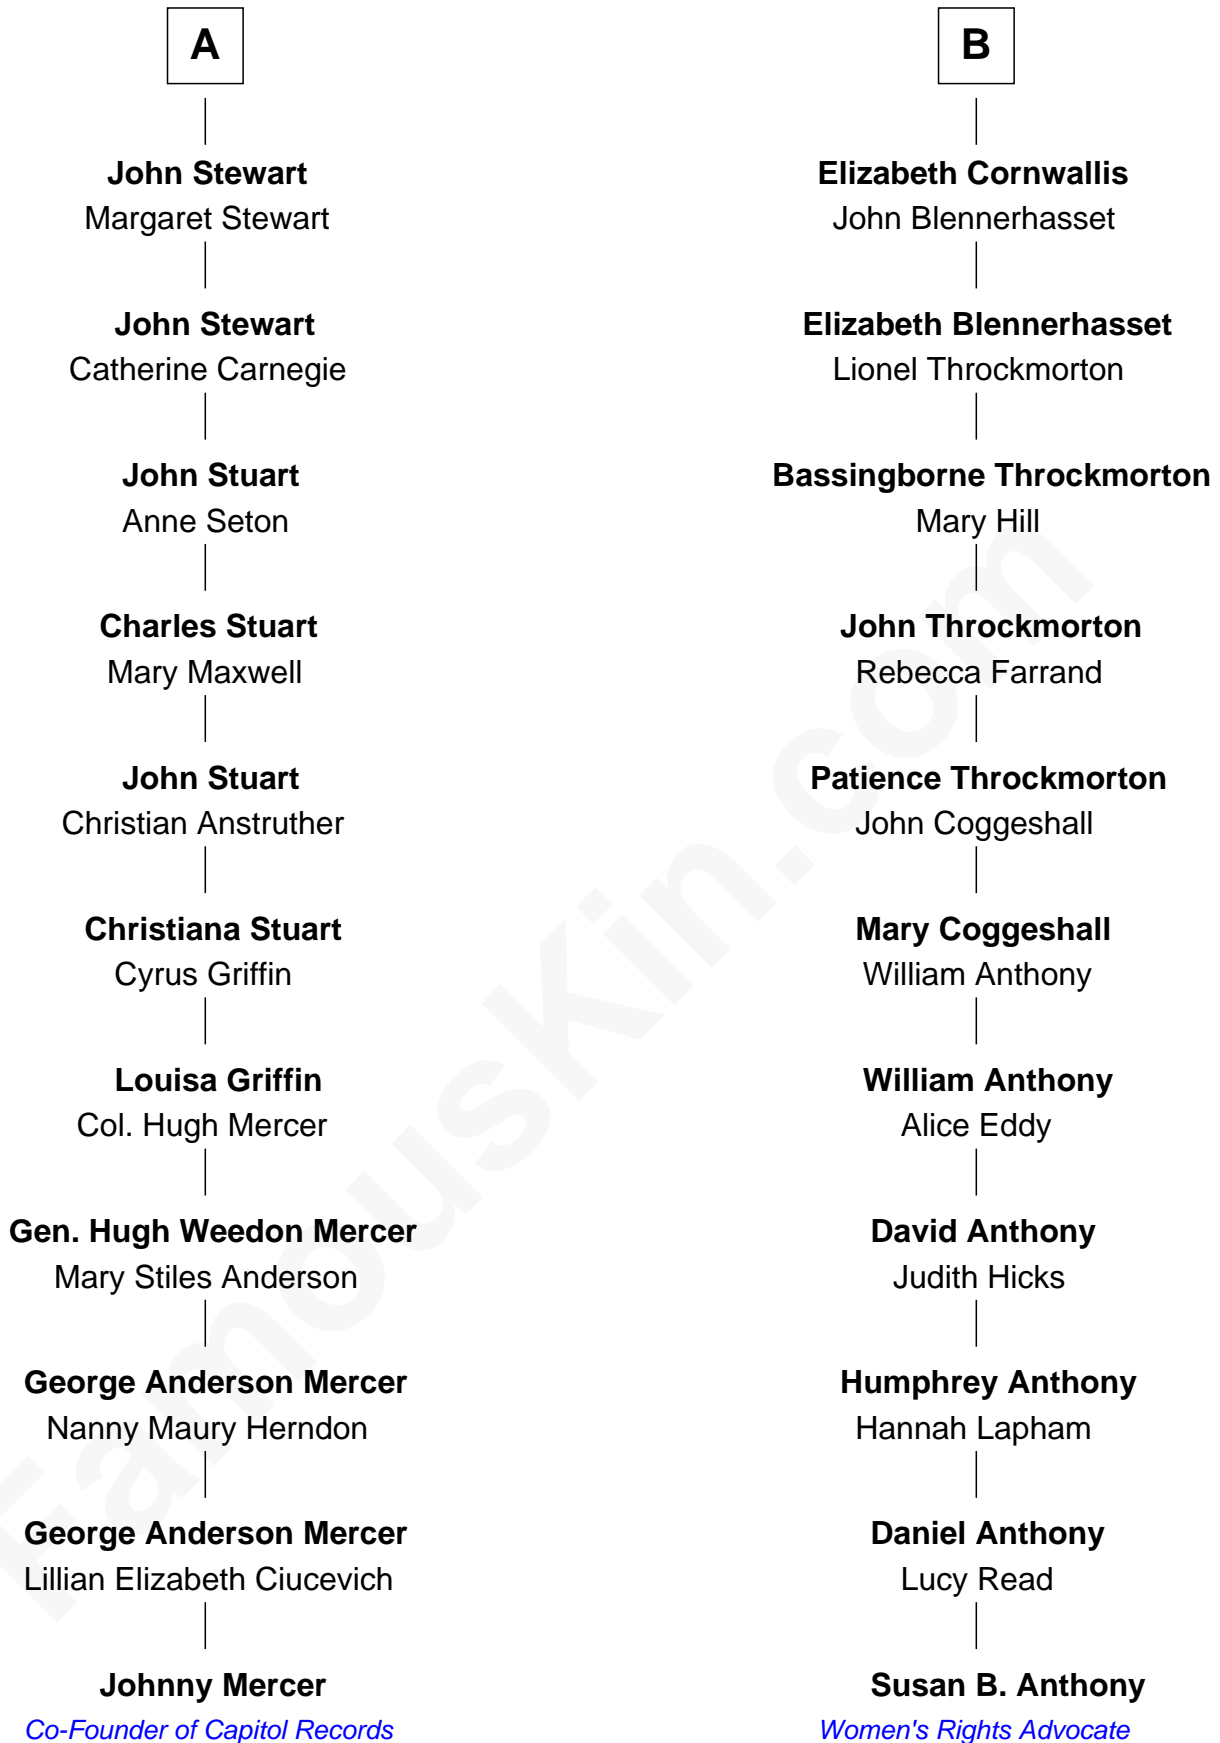 A
John Stewart
Margaret Stewart
John Stewart
Catherine Carnegie
John Stuart
Anne Seton
Charles Stuart
Mary Maxwell
John Stuart
Christian Anstruther
Christiana Stuart
Cyrus Griffin
Louisa Griffin
Col. Hugh Mercer
Gen. Hugh Weedon Mercer
Mary Stiles Anderson
George Anderson Mercer
Nanny Maury Herndon
George Anderson Mercer
Lillian Elizabeth Ciucevich
Johnny Mercer
Co-Founder of Capitol Records
B
Elizabeth Cornwallis
John Blennerhasset
Elizabeth Blennerhasset
Lionel Throckmorton
Bassingborne Throckmorton
Mary Hill
John Throckmorton
Rebecca Farrand
Patience Throckmorton
John Coggeshall
Mary Coggeshall
William Anthony
William Anthony
Alice Eddy
David Anthony
Judith Hicks
Humphrey Anthony
Hannah Lapham
Daniel Anthony
Lucy Read
Susan B. Anthony
Women's Rights Advocate
FamousKin.com